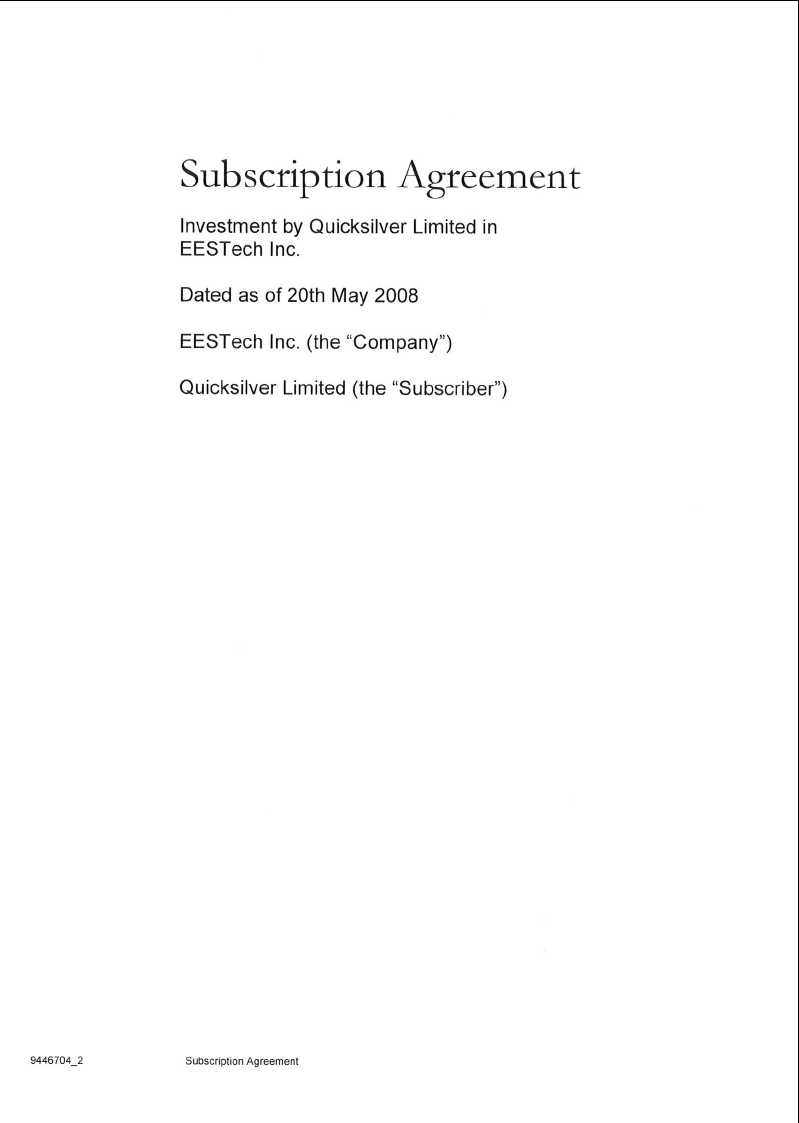 Subscription Agreement
Investment by Quicksilver Limited in
EESTech Inc.
Dated as of 20th May 2008
EESTech Inc. (the “Company”)
Quicksilver Limited (the “Subscriber”)
9446704_2 Subscription Agreement